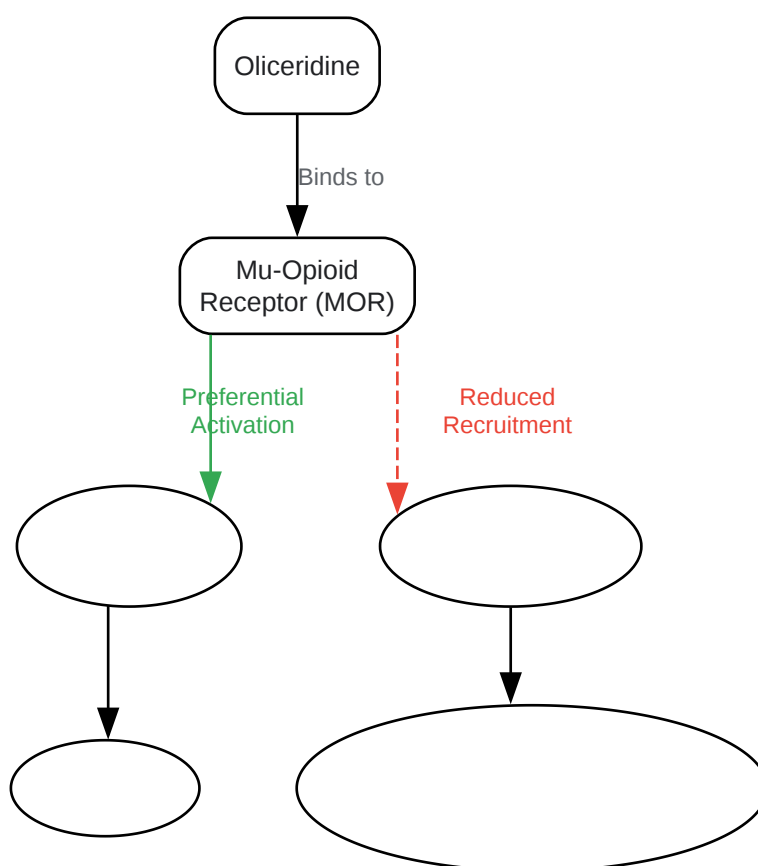 Oliceridine
Binds to
Mu-Opioid
Receptor (MOR)
Preferential
Activation
Reduced
Recruitment